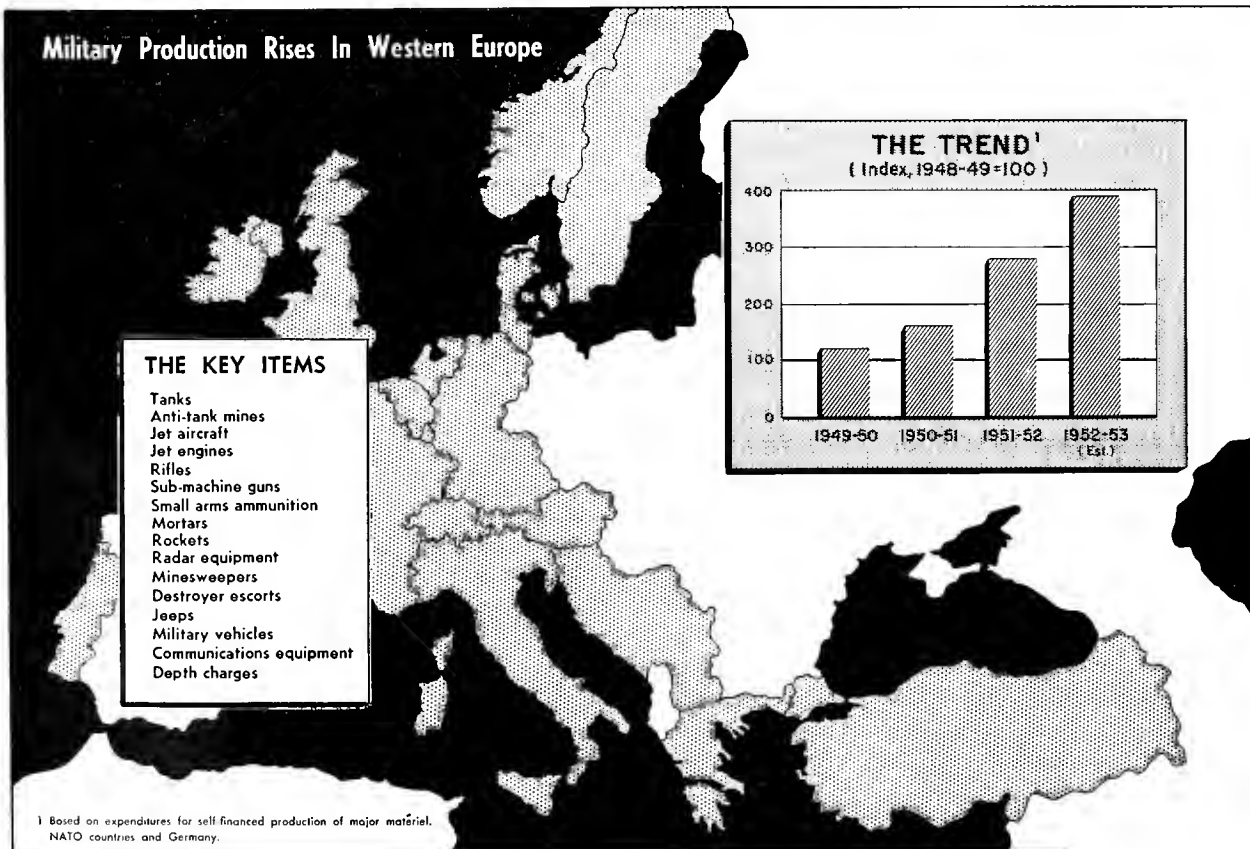 Military Production Rises In Western Europe
THE TREND¹
( Index, 1948-49=100 )
400
300
200
100
0
1949-50 1950-51 1951-52 1952-53
(Est.)
THE KEY ITEMS
Tanks
Anti-tank mines
Jet aircraft
Jet engines
Rifles
Sub-machine guns
Small arms ammunition
Mortars
Rockets
Radar equipment
Minesweepers
Destroyer escorts
Jeeps
Military vehicles
Communications equipment
Depth charges
1 Based on expenditures for self-financed production of major matériel.
NATO countries and Germany.